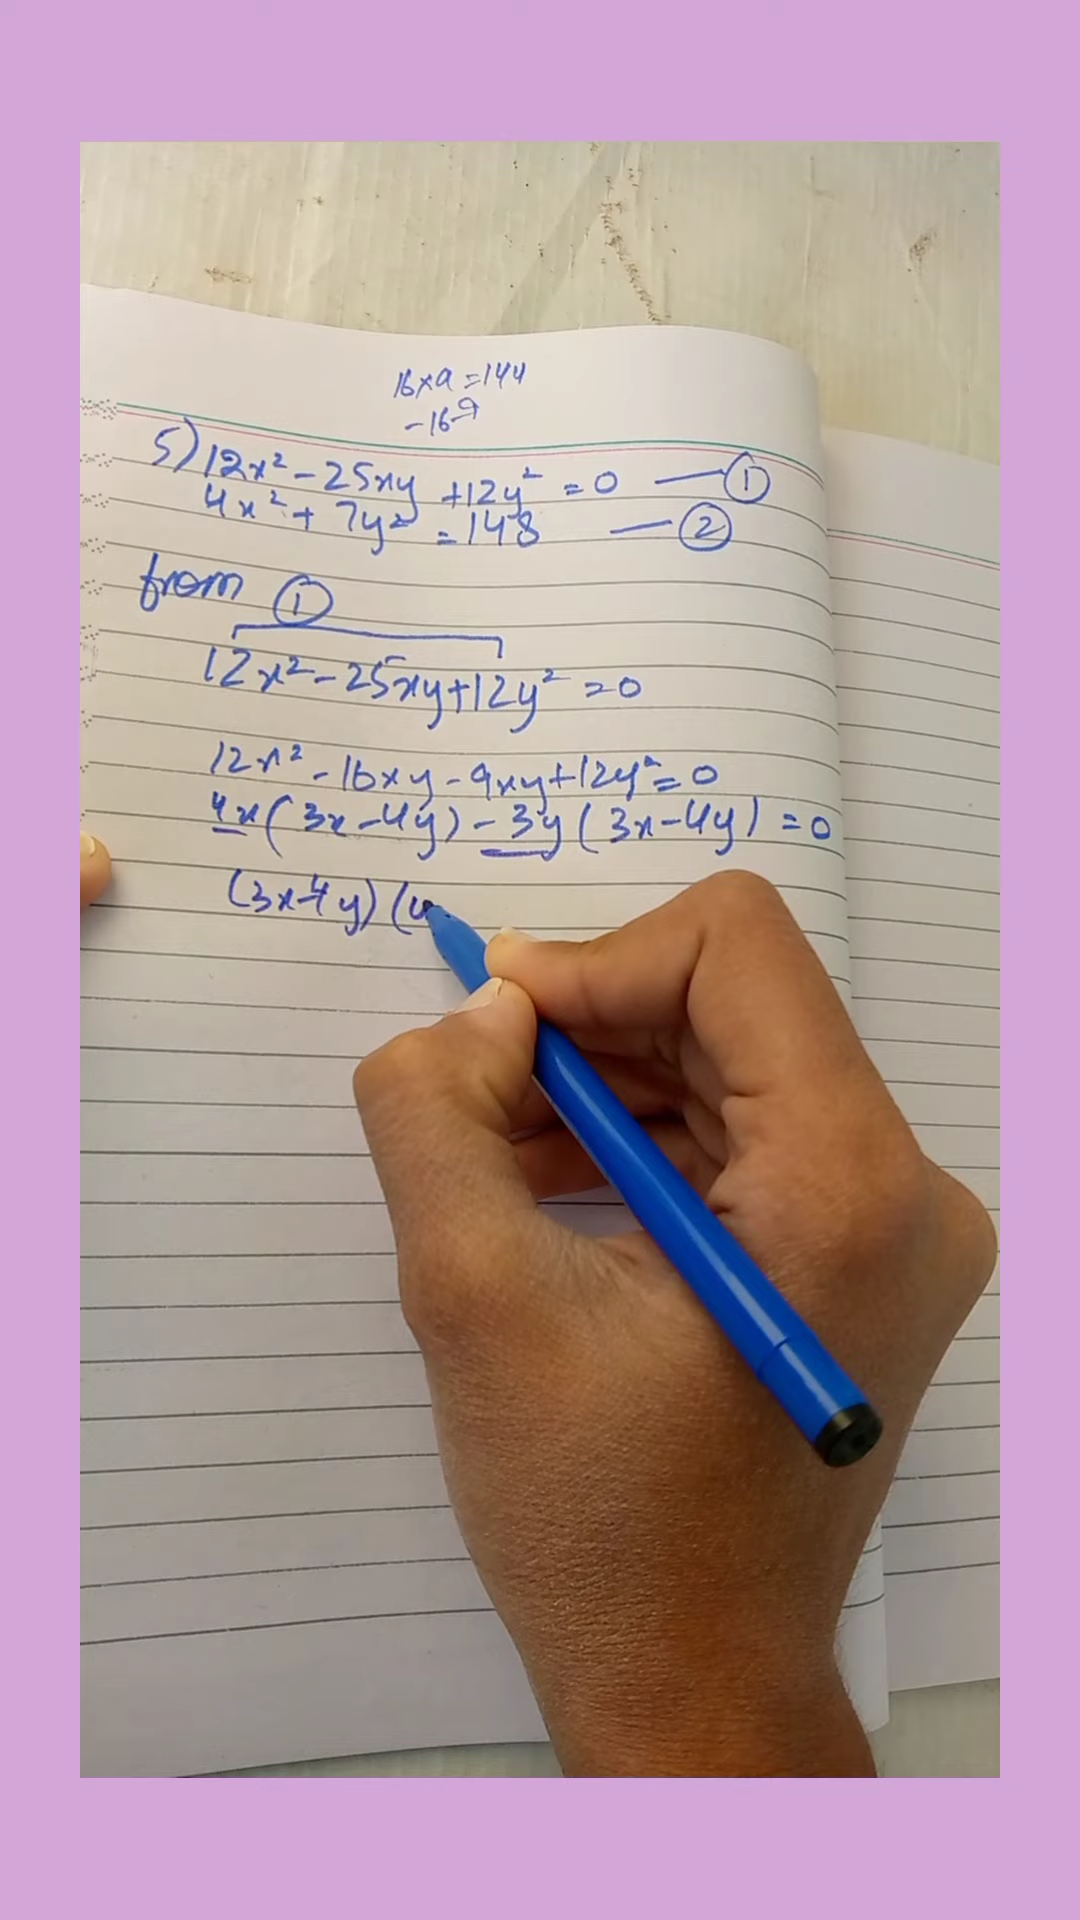 16×9=144
-16-9
5) 12x² - 25xy + 12y² = 0 — ①
4x² + 7y² = 148 — ②
from ①
12x² - 25xy + 12y² = 0
12x² - 16xy - 9xy + 12y² = 0
4x(3x - 4y) - 3y(3x - 4y) = 0
(3x-4y)(4